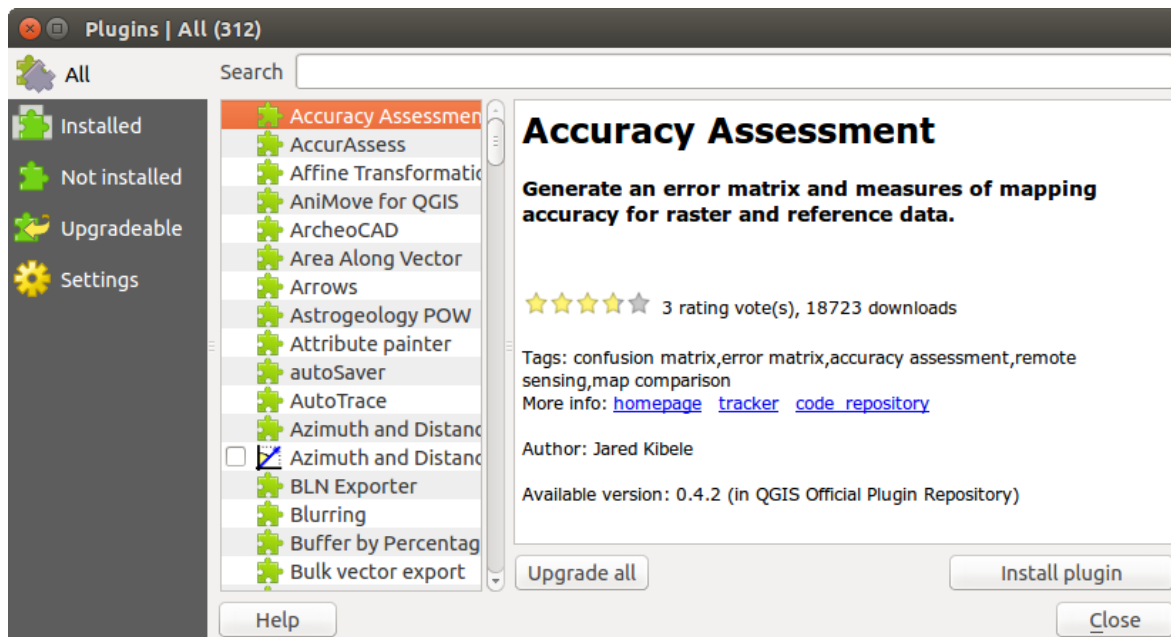 Plugins | All (312)
All
Search
Installed
Not installed
Upgradeable
Settings
Accuracy Assessmen
AccurAssess
Affine Transformatic
AniMove for QGIS
ArcheoCAD
Area Along Vector
Arrows
Astrogeology POW
Attribute painter
autoSaver
AutoTrace
Azimuth and Distanc
Azimuth and Distanc
BLN Exporter
Blurring
Buffer by Percentag
Bulk vector export
Accuracy Assessment
Generate an error matrix and measures of mapping
accuracy for raster and reference data.
3 rating vote(s), 18723 downloads
Tags: confusion matrix,error matrix,accuracy assessment,remote
sensing,map comparison
More info: homepage tracker code_repository
Author: Jared Kibele
Available version: 0.4.2 (in QGIS Official Plugin Repository)
Upgrade all
Install plugin
Help
Close